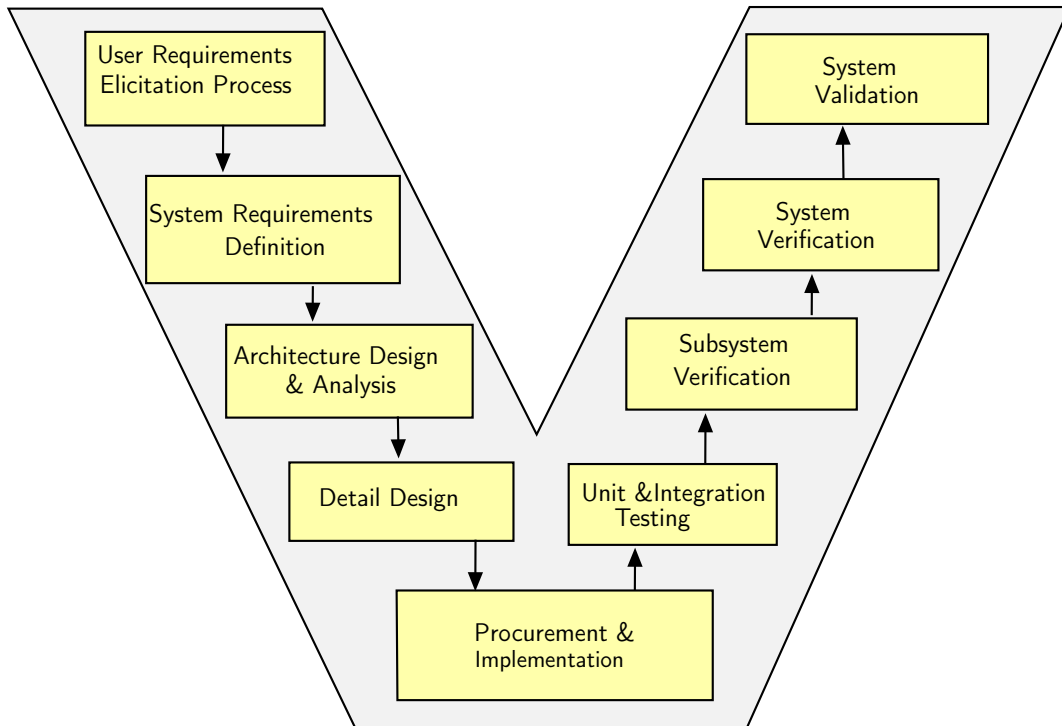 User Requirements
Elicitation Process
System Requirements
Definition
Architecture Design
& Analysis
Detail Design
Procurement &
Implementation
Unit &Integration
Testing
Subsystem
Verification
System
Verification
System
Validation